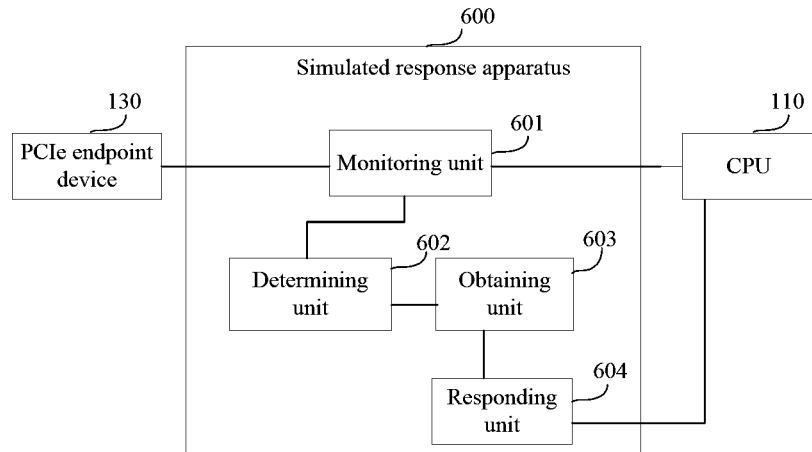 600
Simulated response apparatus
130
PCIe endpoint
device
601
Monitoring unit
110
CPU
602
Determining
unit
603
Obtaining
unit
604
Responding
unit